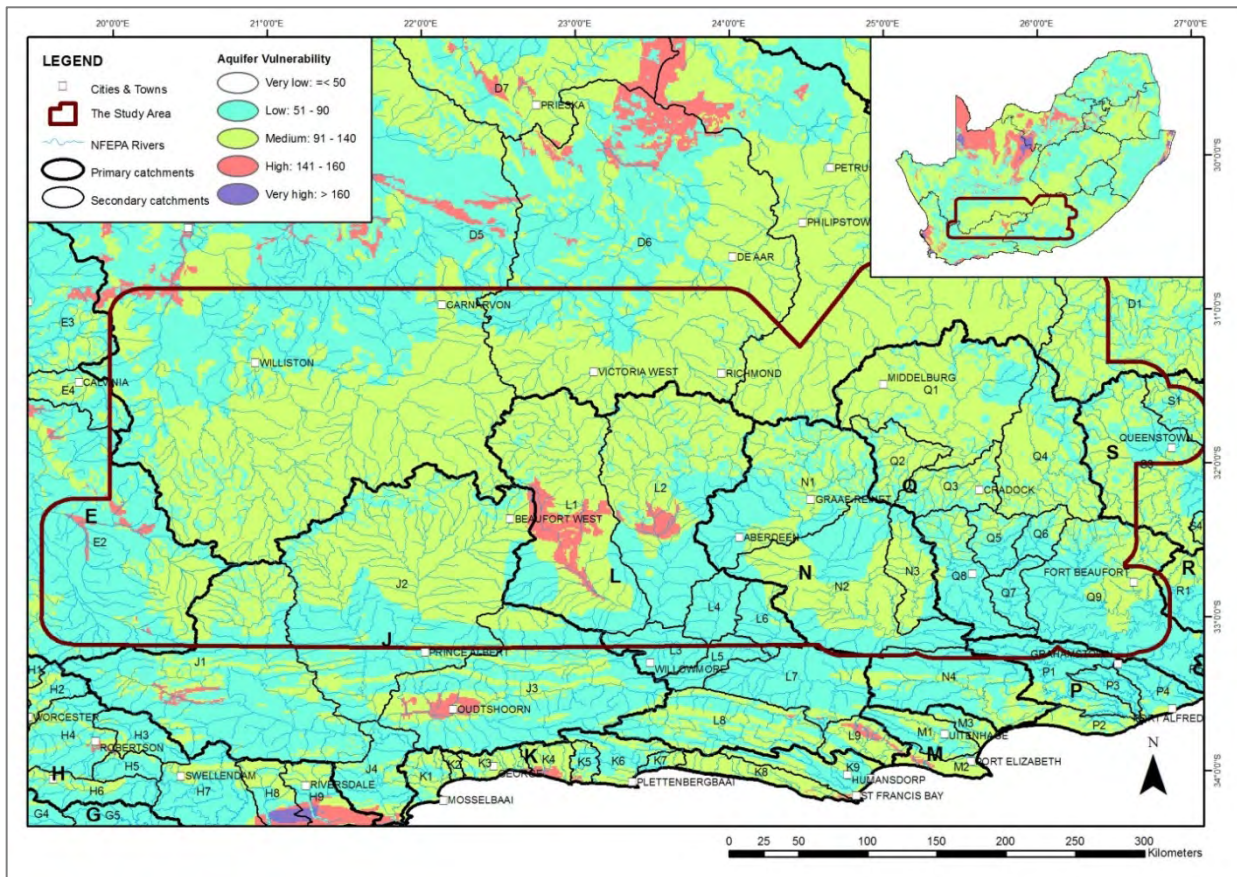 20°0'0"E 21°0'0"E 22°0'0"E 23°0'0"E 24°0'0"E 25°0'0"E 26°0'0"E 27°0'0"E
LEGEND
Cities & Towns
The Study Area
NFEPA Rivers
Primary catchments
Secondary catchments
Aquifer Vulnerability
Very low: =< 50
Low: 51 - 90
Medium: 91 - 140
High: 141 - 160
Very high: > 160
D7
PRIESKA
30°0'0"S
PETRU
PHILIPSTOW
D5
D6
DE AAR
E3
CARNARVON
D1
31°0'0"S
WILLISTON
VICTORIA WEST
RICHMOND
MIDDELBURG
Q1
E4
CALVINIA
S1
QUEENSTOWN
S
Q2
Q4
32°0'0"S
L1
L2
N1
GRAAF REINET
Q
Q3
CRADOCK
BEAUFORT WEST
E
E2
ABERDEEN
Q5
Q6
S4
J2
L
N
N2
N3
Q8
Q7
FORT BEAUFORT
Q9
R
R1
L4
L6
33°0'0"S
J
PRINCE ALBERT
L3
L5
WILLOWMORE
GRAHAMSTOWN
J1
H1
H2
J3
L7
N4
P1
P
P3
P4
OUDTSHOORN
L8
P2
PORT ALFRED
WORCESTER
H4
H3
ROBERTSON
L9
M1
M3
UITENHAGE
M
M2
PORT ELIZABETH
N
H
H5
H6
SWELLENDAM
H7
H8
RIVERSDALE
H9
J4
K1
K2
K3
GEORGE
K
K4
K5
K6
K7
K8
K9
PLETTENBERGBAAI
HUMANSDORP
ST FRANCIS BAY
MOSSELBAAI
34°0'0"S
G4
G
G5
0 25 50 100 150 200 250 300
Kilometers